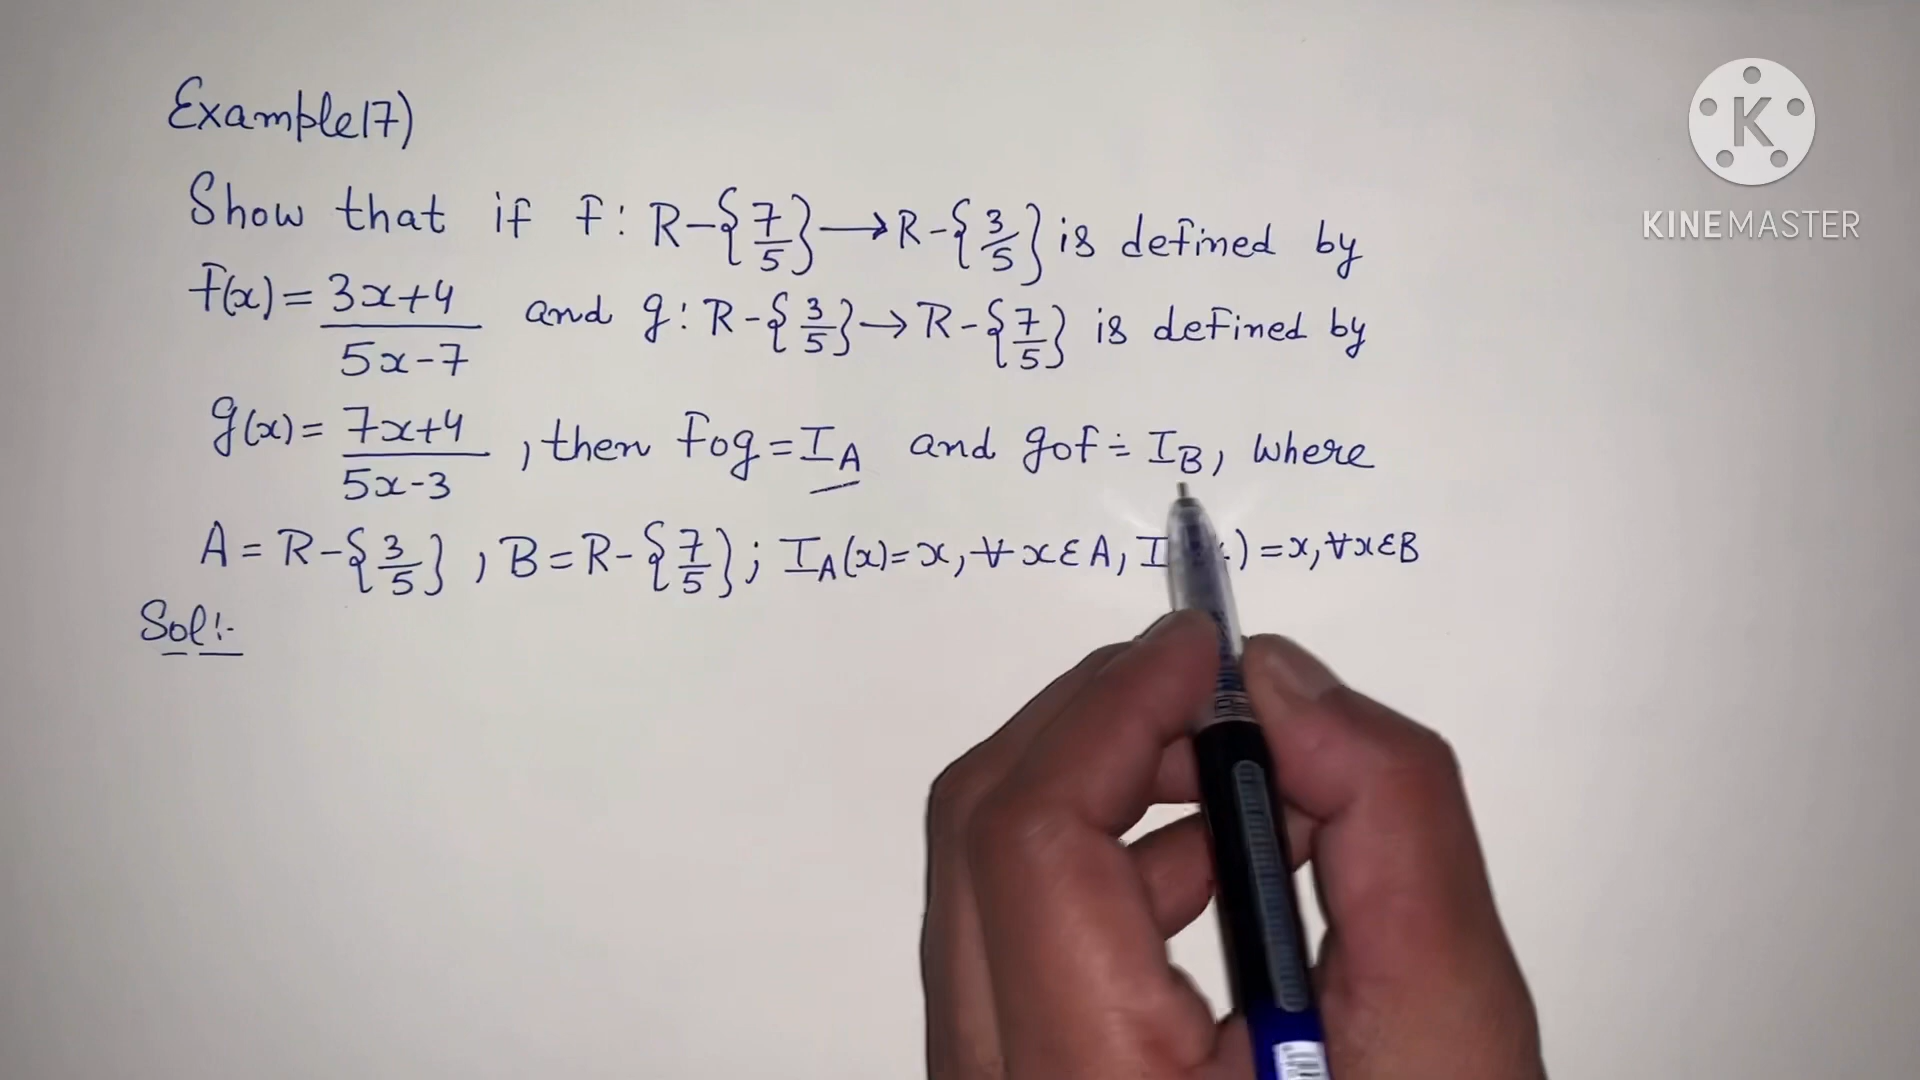 Example 17)
Show that if f: R-{7/5}→R-{3/5} is defined by
f(x) = 3x+4/5x-7 and g: R-{3/5}→R-{7/5} is defined by
g(x) = 7x+4/5x-3, then fog = I_A and gof = I_B, where
A = R-{3/5}, B = R-{7/5}; I_A(x) = x, ∀ x ε A, I ) = x, ∀ x ε B
Sol:-
K
KINEMASTER